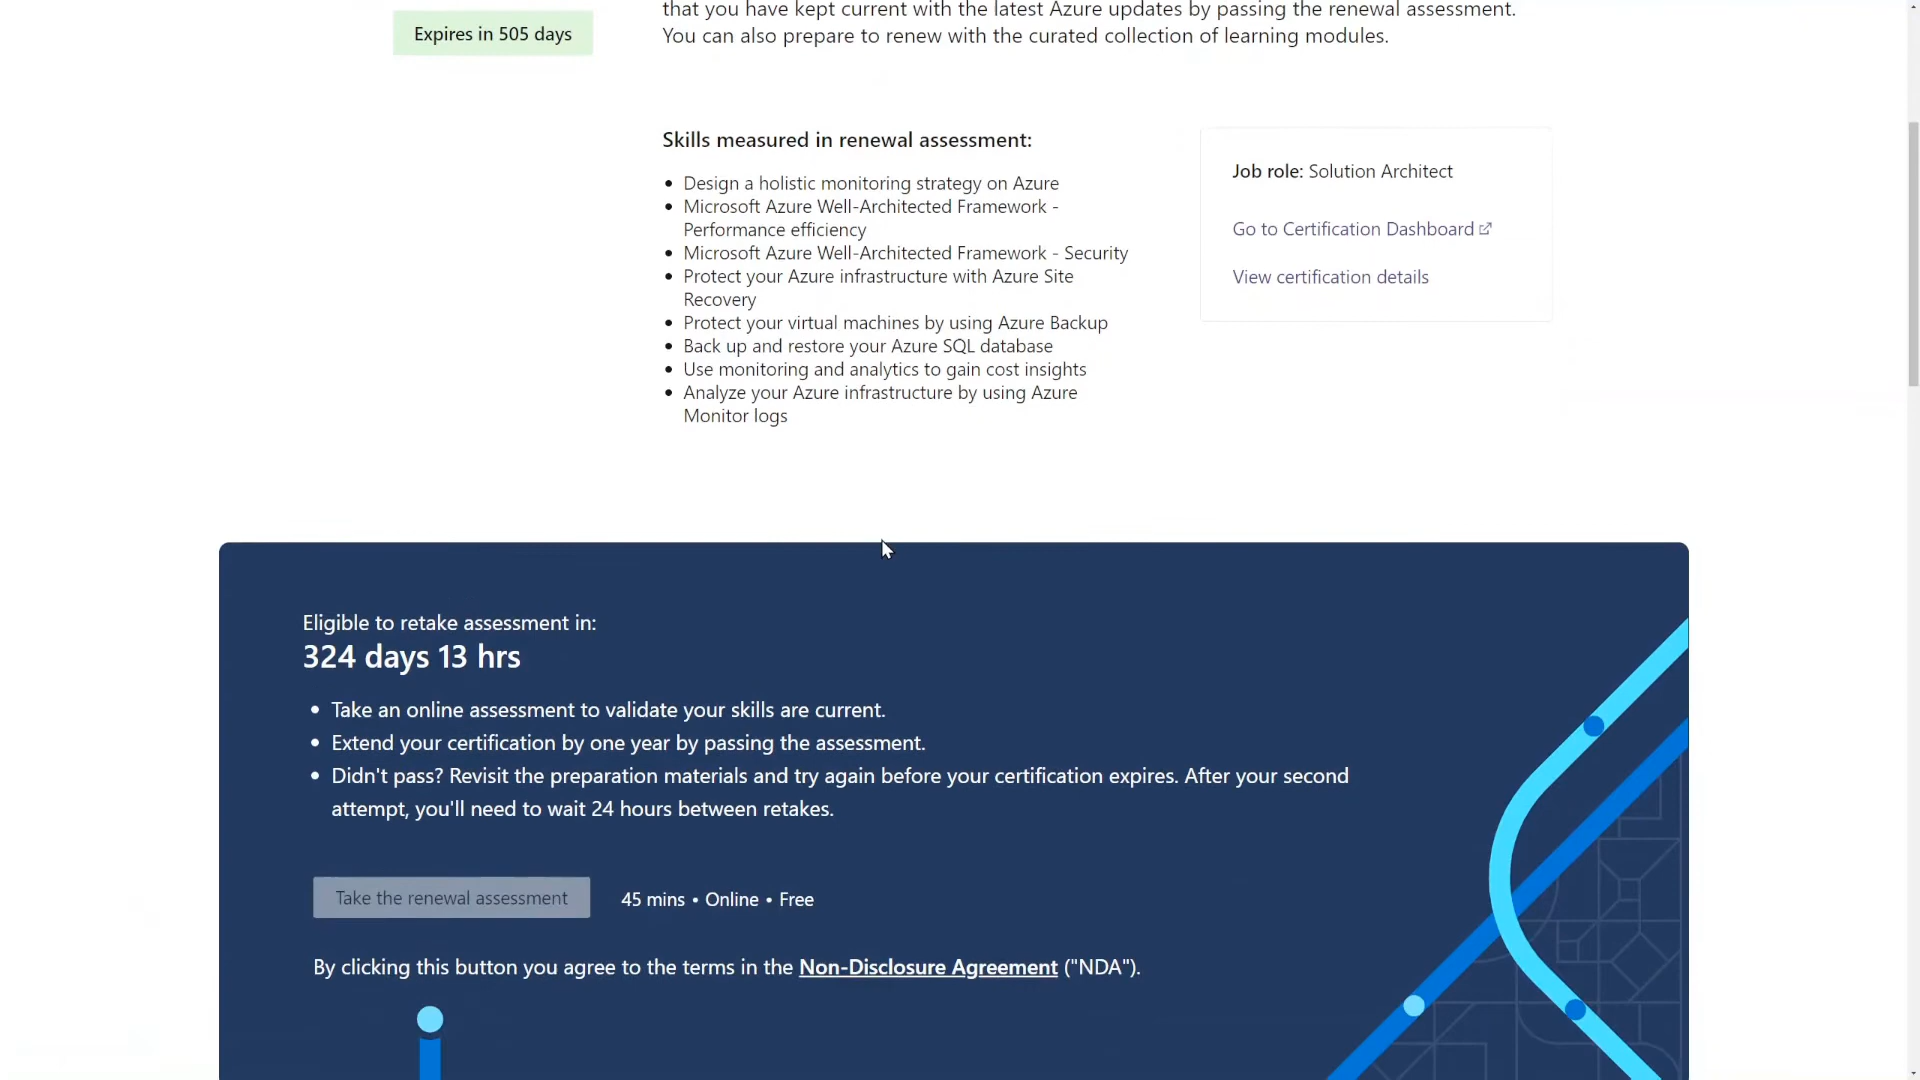 that you have kept current with the latest Azure updates by passing the renewal assessment.
Expires in 505 days
You can also prepare to renew with the curated collection of learning modules.
Skills measured in renewal assessment:
• Design a holistic monitoring strategy on Azure
• Microsoft Azure Well-Architected Framework -
Performance efficiency
• Microsoft Azure Well-Architected Framework - Security
• Protect your Azure infrastructure with Azure Site
Recovery
• Protect your virtual machines by using Azure Backup
• Back up and restore your Azure SQL database
• Use monitoring and analytics to gain cost insights
• Analyze your Azure infrastructure by using Azure
Monitor logs
Job role: Solution Architect
Go to Certification Dashboard
View certification details
Eligible to retake assessment in:
324 days 13 hrs
• Take an online assessment to validate your skills are current.
• Extend your certification by one year by passing the assessment.
• Didn't pass? Revisit the preparation materials and try again before your certification expires. After your second
attempt, you'll need to wait 24 hours between retakes.
Take the renewal assessment
45 mins • Online • Free
By clicking this button you agree to the terms in the Non-Disclosure Agreement ("NDA").